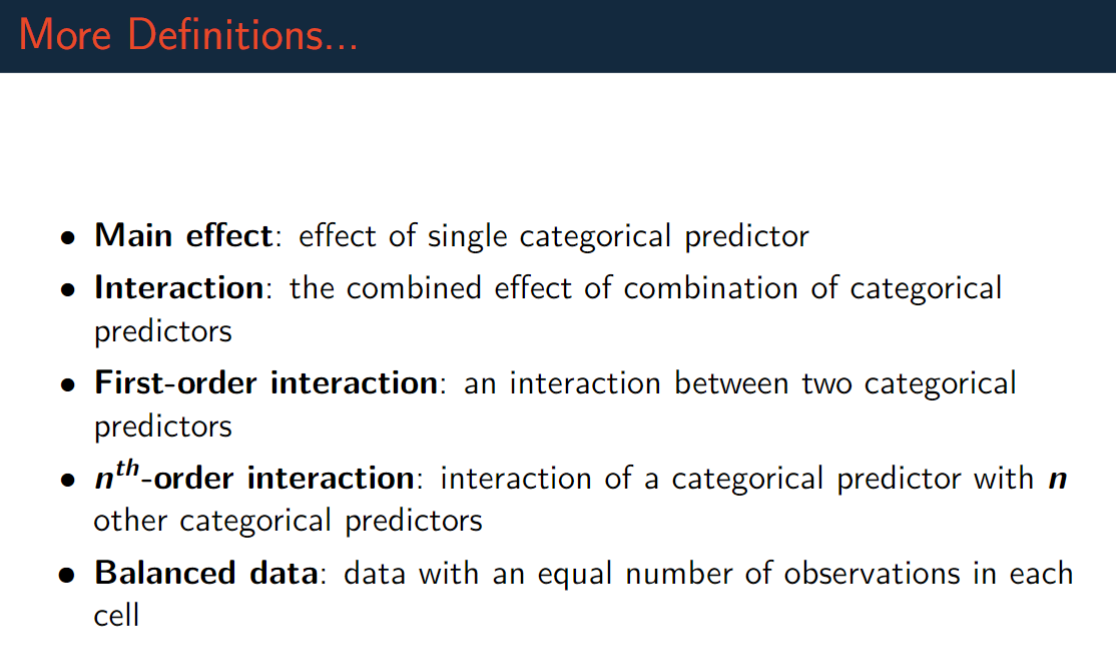 More Definitions...
• Main effect: effect of single categorical predictor
• Interaction: the combined effect of combination of categorical
predictors
• First-order interaction: an interaction between two categorical
predictors
• nth-order interaction: interaction of a categorical predictor with n
other categorical predictors
• Balanced data: data with an equal number of observations in each
cell